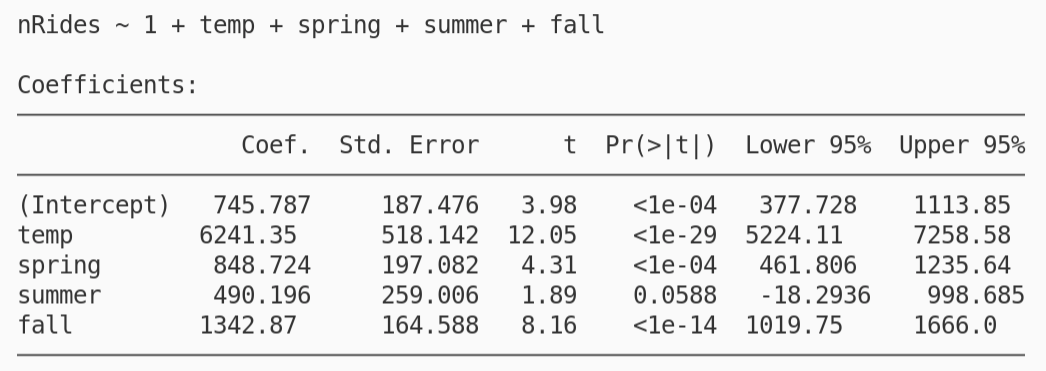 nRides ~ 1 + temp + spring + summer + fall
Coefficients:
Coef. Std. Error t Pr(>|t|) Lower 95% Upper 95%
(Intercept) 745.787 187.476 3.98 <1e-04 377.728 1113.85
temp 6241.35 518.142 12.05 <1e-29 5224.11 7258.58
spring 848.724 197.082 4.31 <1e-04 461.806 1235.64
summer 490.196 259.006 1.89 0.0588 -18.2936 998.685
fall 1342.87 164.588 8.16 <1e-14 1019.75 1666.0